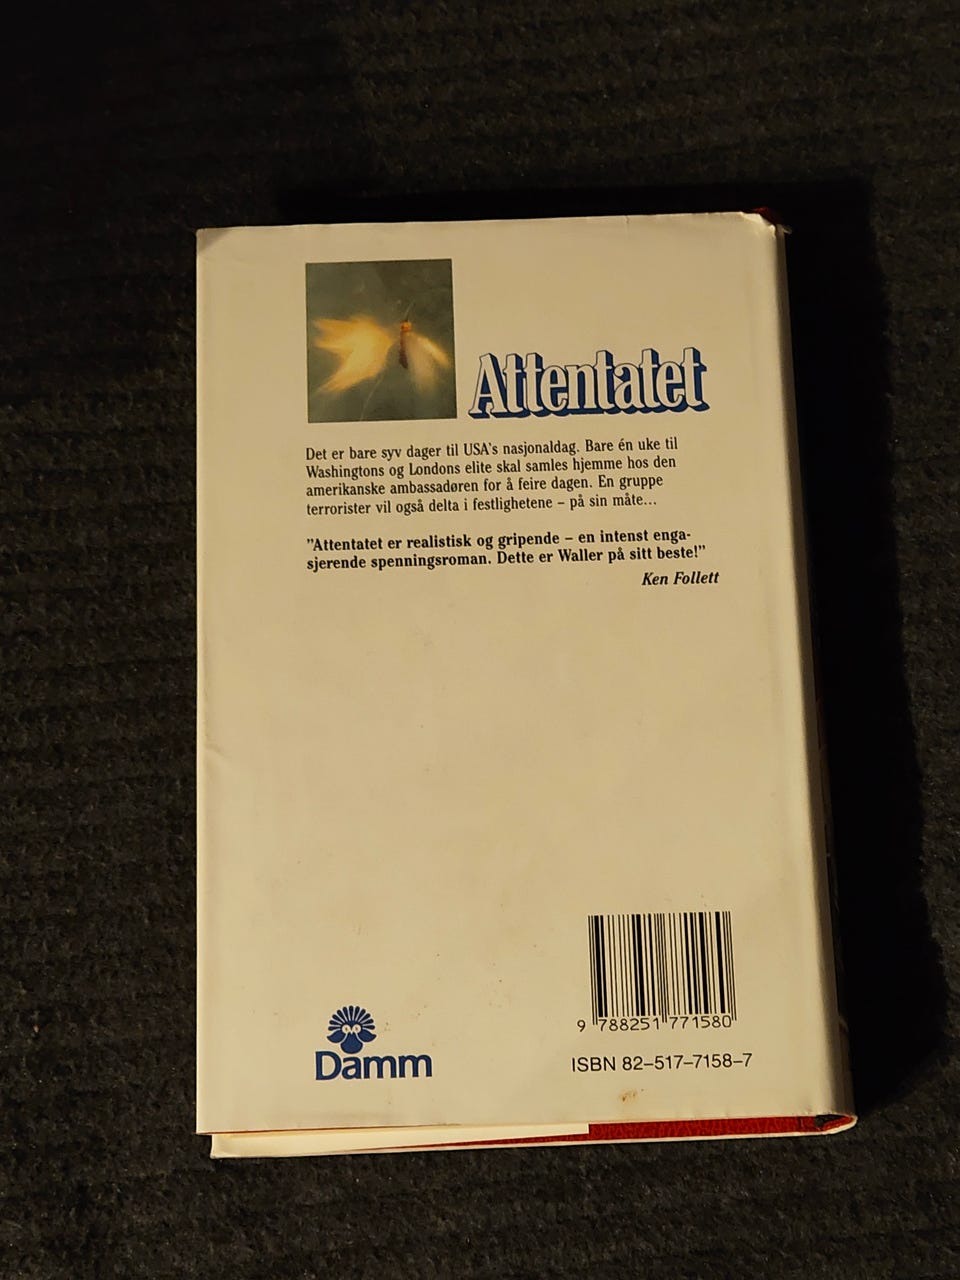 Attentatet
Det er bare syv dager til USA's nasjonaldag. Bare én uke til
Washingtons og Londons elite skal samles hjemme hos den
amerikanske ambassadøren for å feire dagen. En gruppe
terrorister vil også delta i festlighetene – på sin måte...
"Attentatet er realistisk og gripende – en intenst enga-
sjerende spenningsroman. Dette er Waller på sitt beste!"
Ken Follett
9 788251 771580
Damm
ISBN 82–517–7158–7